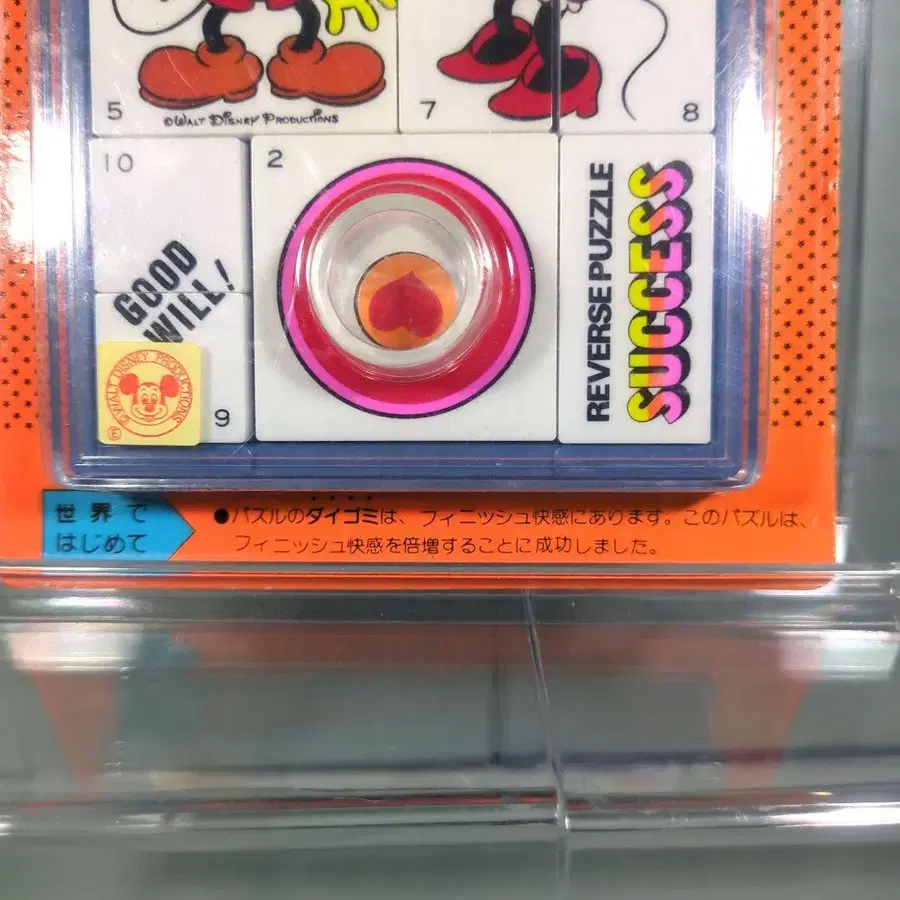 5
©WALT DISNEY PRODUCTIONS
7
8
10
GOOD
WILL!
9
©WALT DISNEY PRODUCTIONS
2
REVERSE PUZZLE
SUCCESS
世界で
はじめて
●パズルのダイゴミは、フィニッシュ快感にあります。このパズルは、
フィニッシュ快感を倍増することに成功しました。